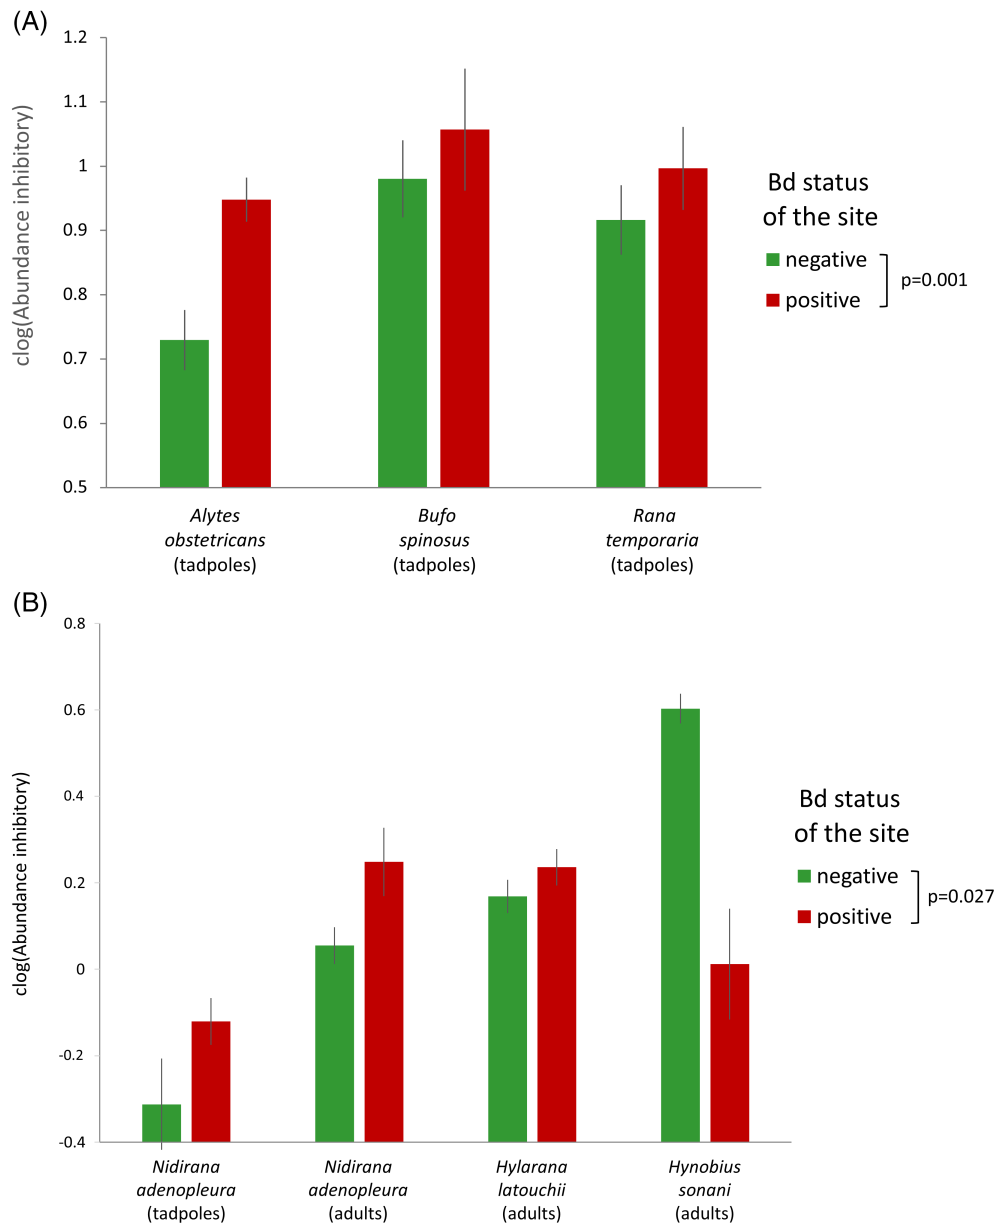 (A)
clog(Abundance inhibitory)
1.2
1.1
1
0.9
0.8
0.7
0.6
0.5
Alytes
obstetricans
(tadpoles)
Bufo
spinosus
(tadpoles)
Rana
temporaria
(tadpoles)
Bd status
of the site
negative
positive
p=0.001
(B)
clog(Abundance inhibitory)
0.8
0.6
0.4
0.2
0
-0.2
-0.4
Nidirana
adenopleura
(tadpoles)
Nidirana
adenopleura
(adults)
Hylarana
latouchii
(adults)
Hynobius
sonani
(adults)
Bd status
of the site
negative
positive
p=0.027